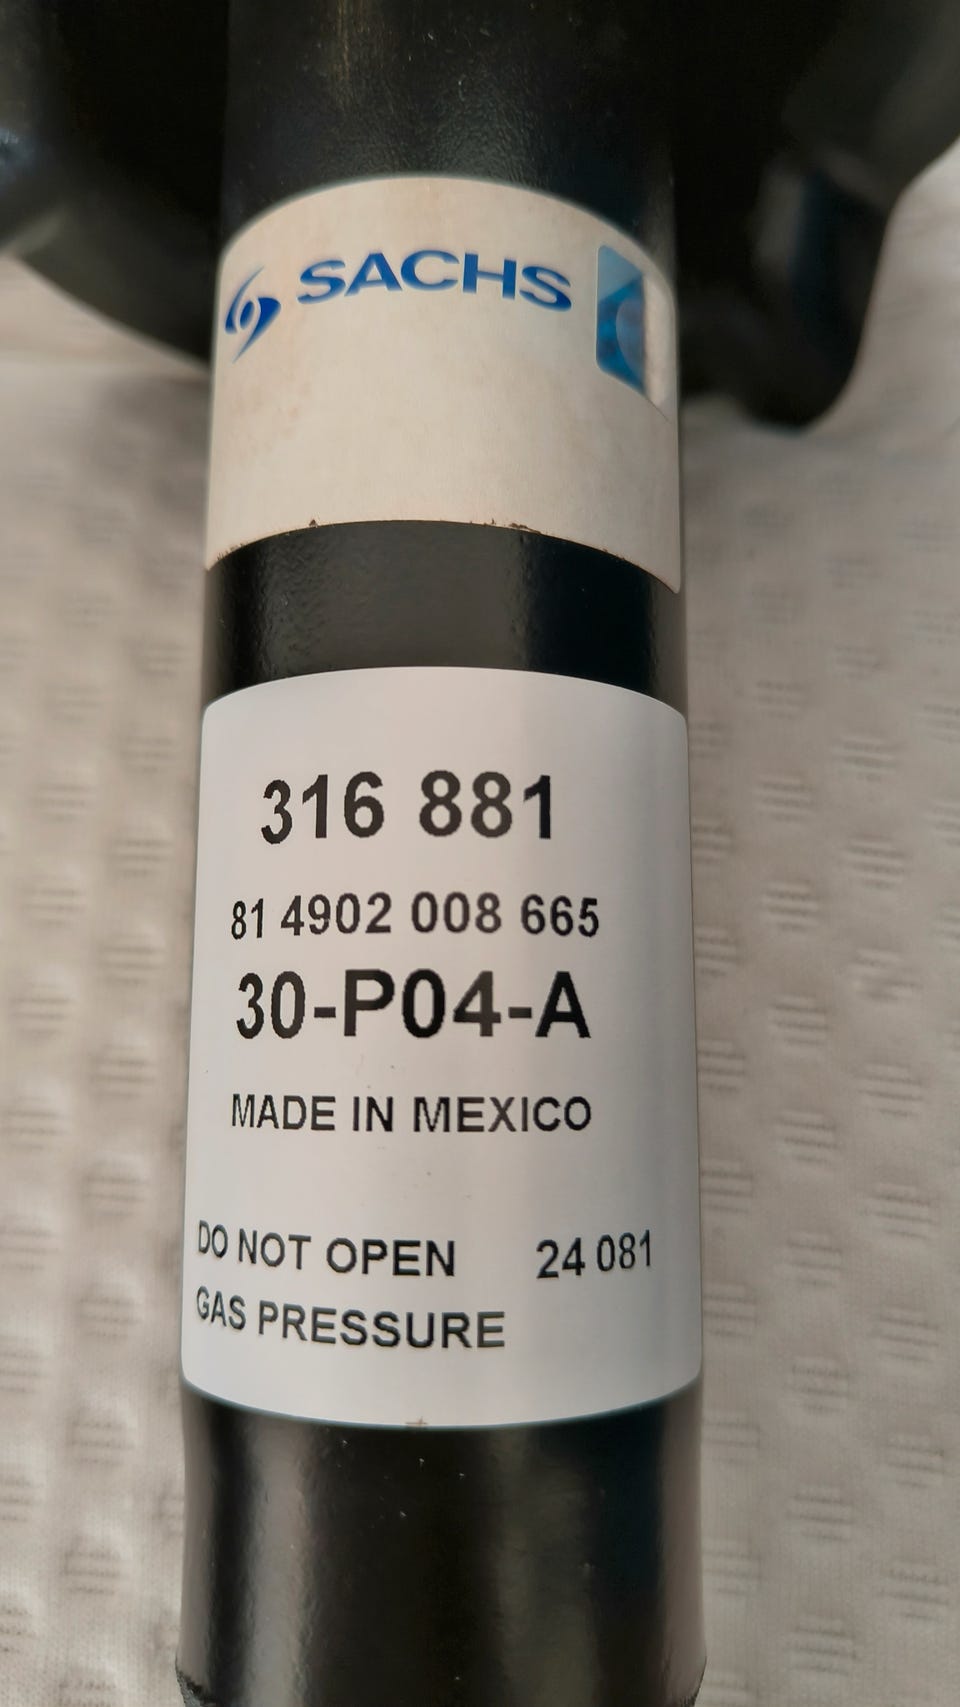 SACHS
316 881
81 4902 008 665
30-P04-A
MADE IN MEXICO
DO NOT OPEN 24 081
GAS PRESSURE